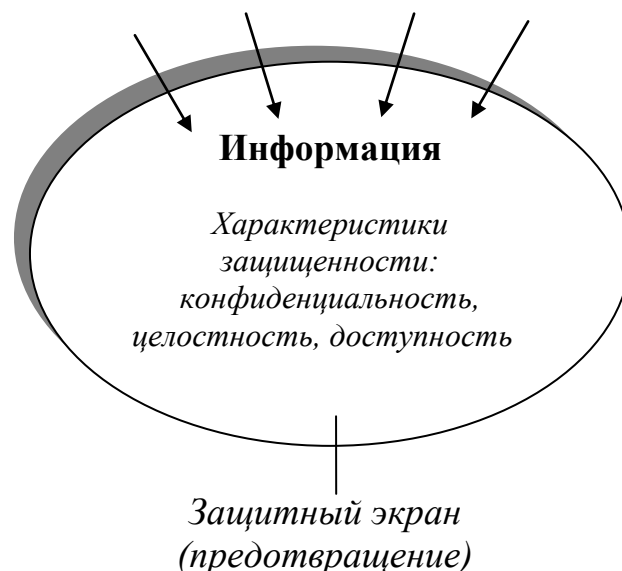 Информация
Характеристики
защищенности:
конфиденциальность,
целостность, доступность
Защитный экран
(предотвращение)